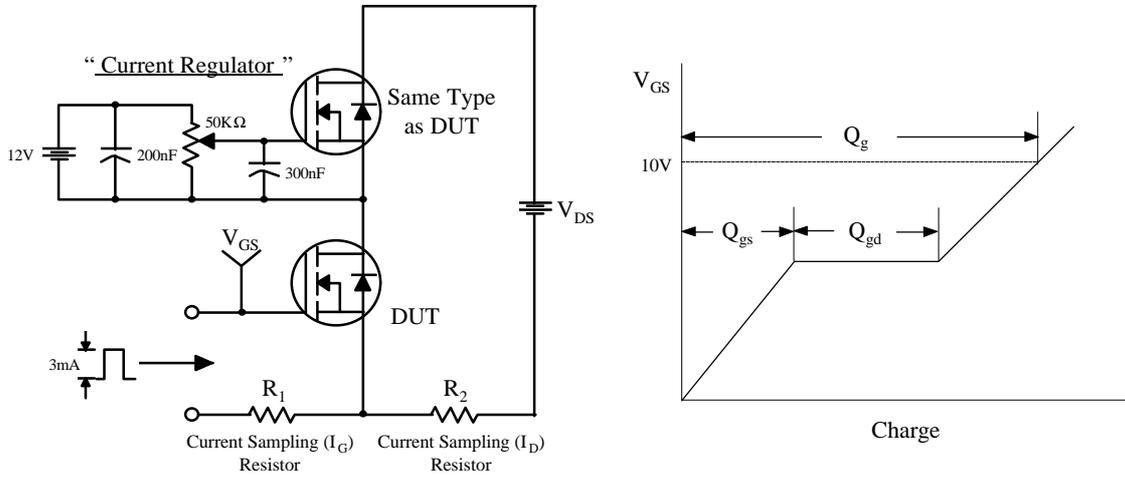 “ Current Regulator ”
50KΩ
12V
200nF
300nF
Same Type
as DUT
V_DS
V_GS
DUT
3mA
R_1
R_2
Current Sampling (I_G)
Resistor
Current Sampling (I_D)
Resistor
V_GS
Q_g
10V
Q_gs
Q_gd
Charge